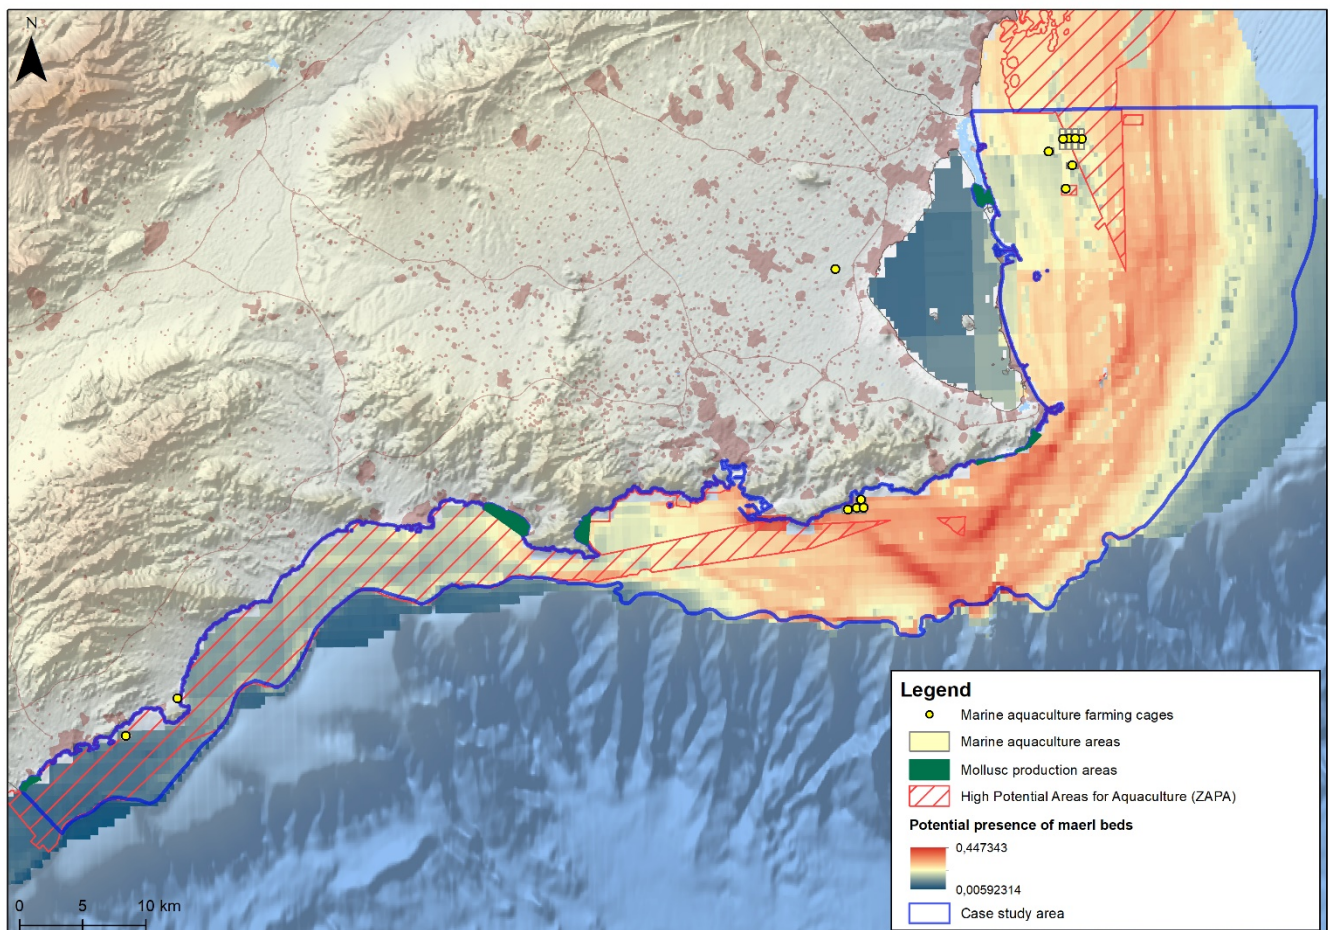 N
Legend
Marine aquaculture farming cages
Marine aquaculture areas
Mollusc production areas
High Potential Areas for Aquaculture (ZAPA)
Potential presence of maerl beds
0,447343
0,00592314
Case study area
0 5 10 km